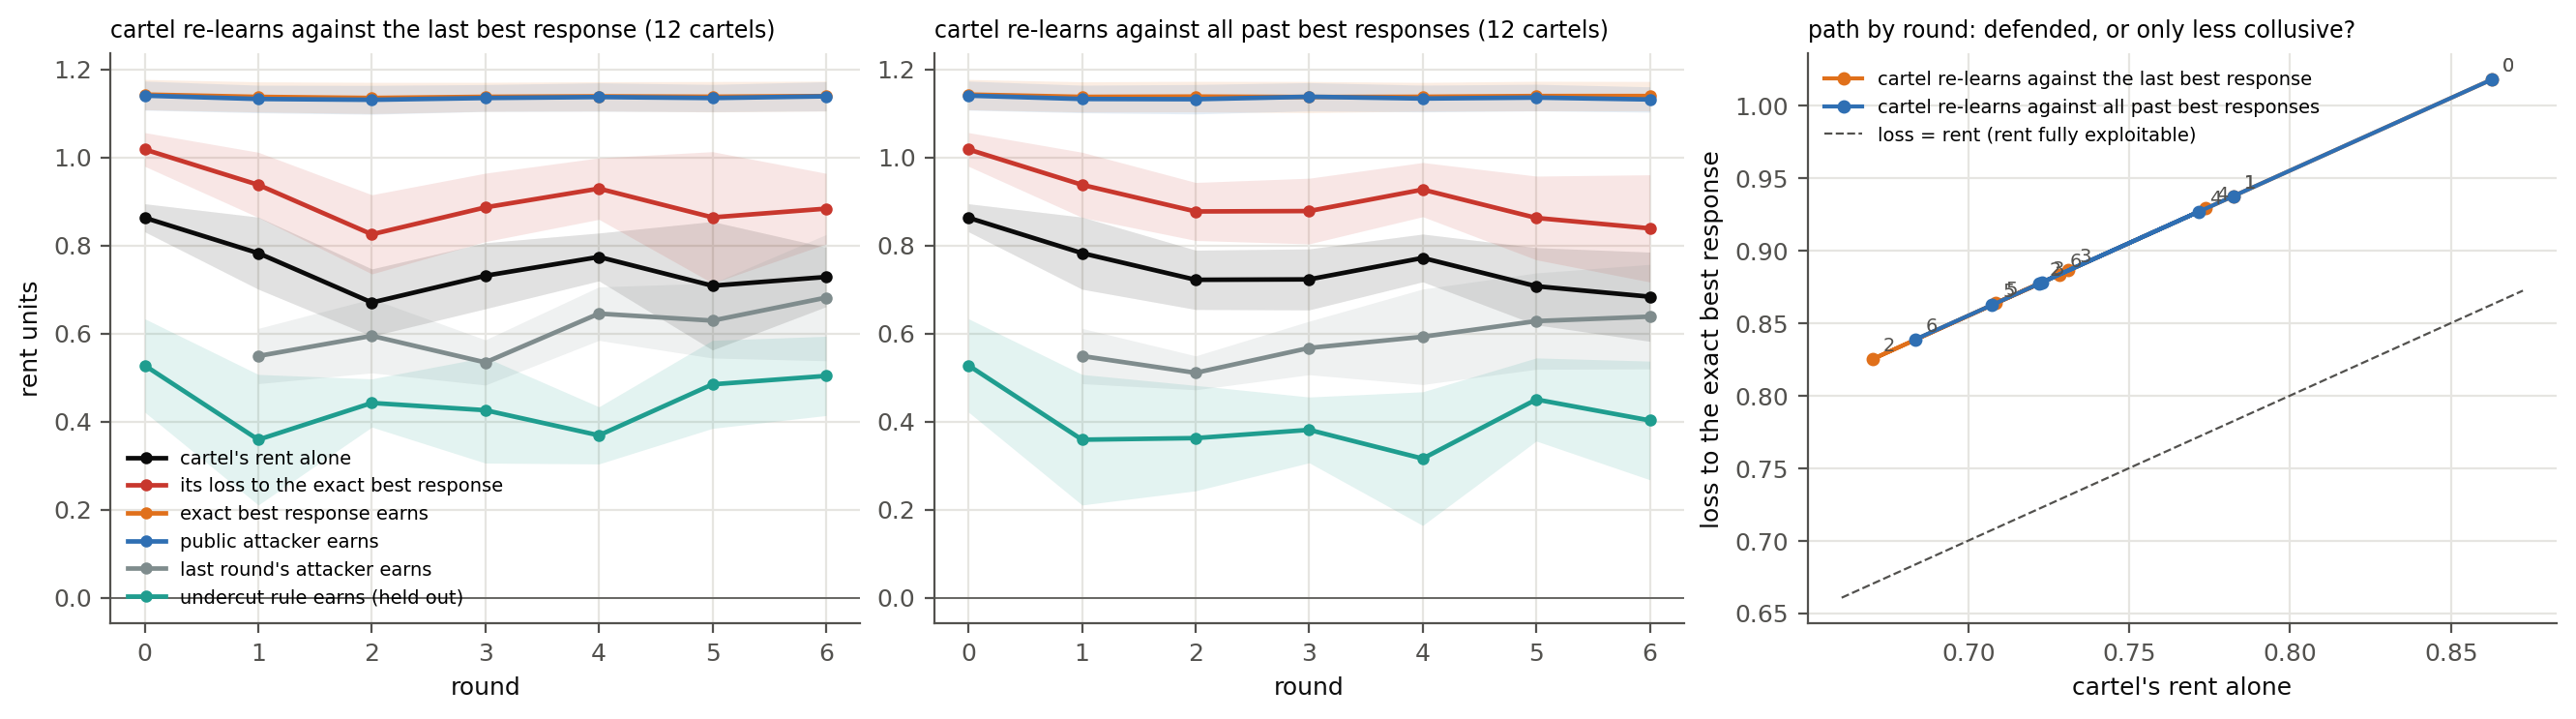 cartel re-learns against the last best response (12 cartels)
rent units
1.2
1.0
0.8
0.6
0.4
0.2
0.0
cartel's rent alone
its loss to the exact best response
exact best response earns
public attacker earns
last round's attacker earns
undercut rule earns (held out)
0 1 2 3 4 5 6
round
cartel re-learns against all past best responses (12 cartels)
1.2
1.0
0.8
0.6
0.4
0.2
0.0
0 1 2 3 4 5 6
round
path by round: defended, or only less collusive?
loss to the exact best response
1.00
0.95
0.90
0.85
0.80
0.75
0.70
0.65
cartel re-learns against the last best response
cartel re-learns against all past best responses
loss = rent (rent fully exploitable)
0
1
4 4
2 3 6 3
5 5
6
2
0.70 0.75 0.80 0.85
cartel's rent alone